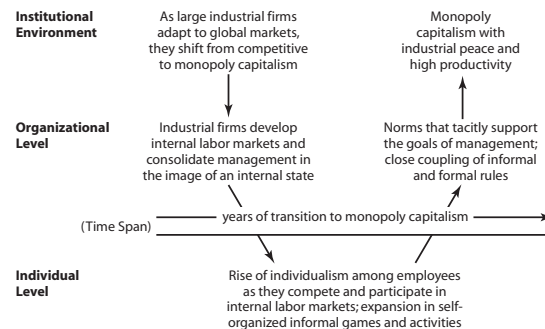 Institutional
Environment
As large industrial firms
adapt to global markets,
they shift from competitive
to monopoly capitalism
Monopoly
capitalism with
industrial peace and
high productivity
Organizational
Level
Industrial firms develop
internal labor markets and
consolidate management in
the image of an internal state
Norms that tacitly support
the goals of management;
close coupling of informal
and formal rules
(Time Span)
years of transition to monopoly capitalism
Individual
Level
Rise of individualism among employees
as they compete and participate in
internal labor markets; expansion in self-
organized informal games and activities